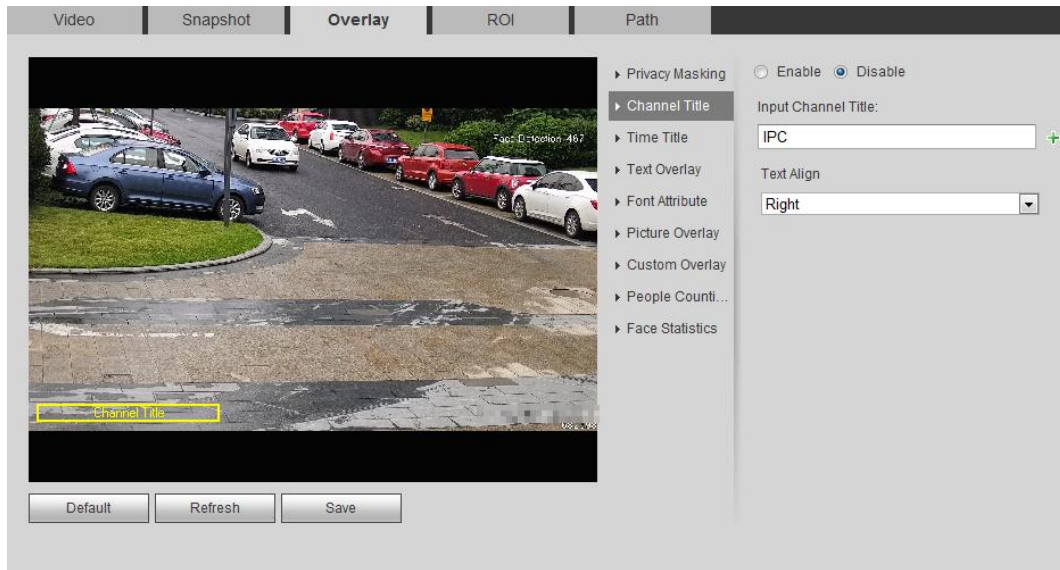 Video
Snapshot
Overlay
ROI
Path
Face Detection 467
Channel Title
Default
Refresh
Save
Privacy Masking
Channel Title
Time Title
Text Overlay
Font Attribute
Picture Overlay
Custom Overlay
People Counti...
Face Statistics
Enable
Disable
Input Channel Title:
IPC
Text Align
Right